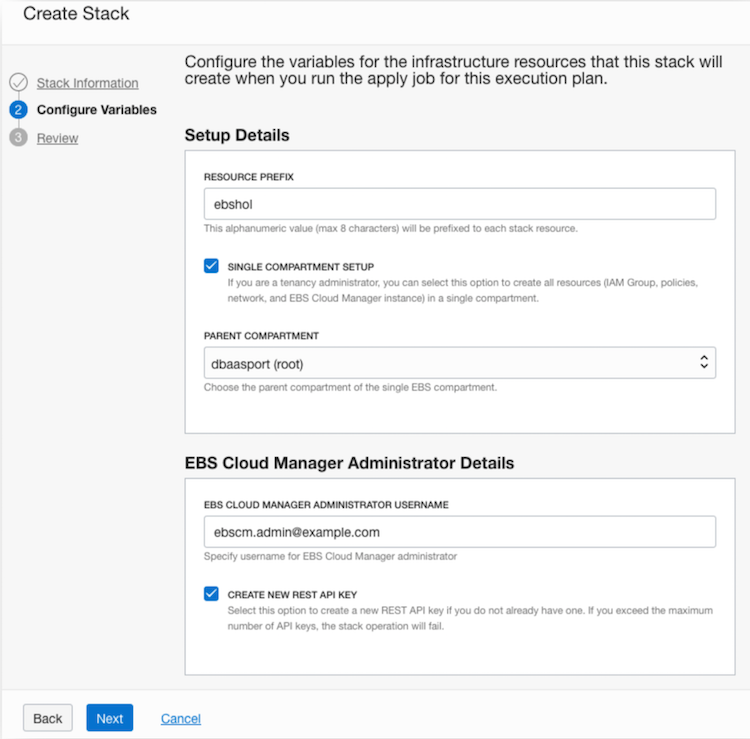 Create Stack
Stack Information
2 Configure Variables
3 Review
Configure the variables for the infrastructure resources that this stack will
create when you run the apply job for this execution plan.
Setup Details
RESOURCE PREFIX
ebshol
This alphanumeric value (max 8 characters) will be prefixed to each stack resource.
SINGLE COMPARTMENT SETUP
If you are a tenancy administrator, you can select this option to create all resources (IAM Group, policies,
network, and EBS Cloud Manager instance) in a single compartment.
PARENT COMPARTMENT
dbaasport (root)
Choose the parent compartment of the single EBS compartment.
EBS Cloud Manager Administrator Details
EBS CLOUD MANAGER ADMINISTRATOR USERNAME
ebscm.admin@example.com
Specify username for EBS Cloud Manager administrator
CREATE NEW REST API KEY
Select this option to create a new REST API key if you do not already have one. If you exceed the maximum
number of API keys, the stack operation will fail.
Back Next Cancel